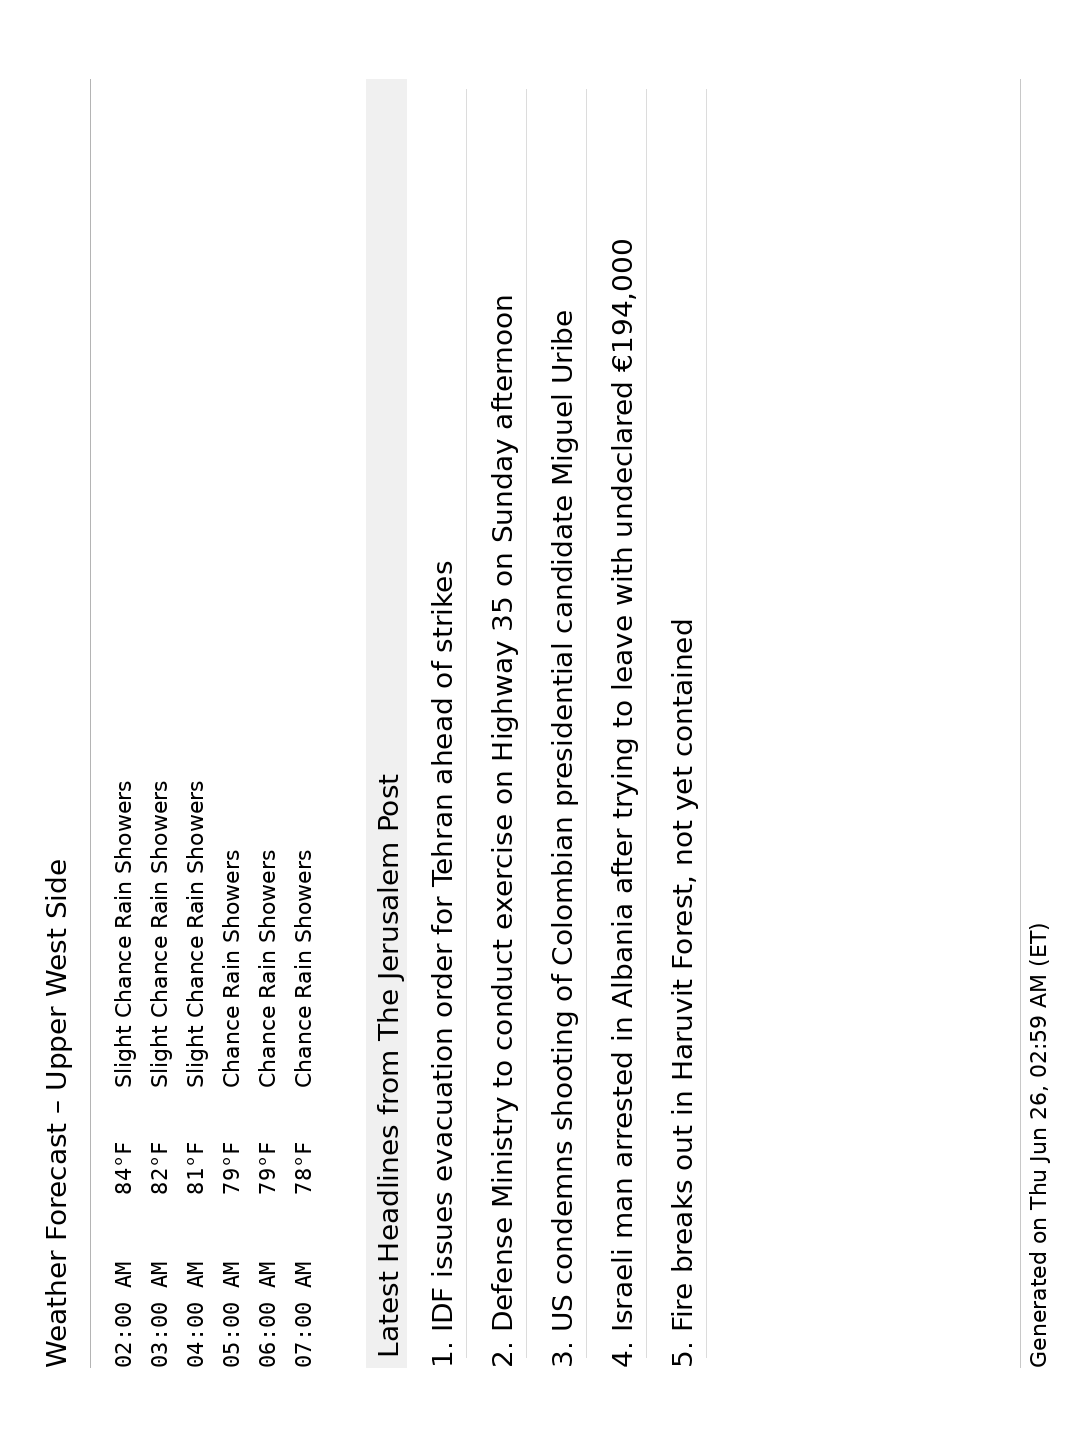 Weather Forecast – Upper West Side
02:00 AM 84°F Slight Chance Rain Showers
03:00 AM 82°F Slight Chance Rain Showers
04:00 AM 81°F Slight Chance Rain Showers
05:00 AM 79°F Chance Rain Showers
06:00 AM 79°F Chance Rain Showers
07:00 AM 78°F Chance Rain Showers
Latest Headlines from The Jerusalem Post
1. IDF issues evacuation order for Tehran ahead of strikes
2. Defense Ministry to conduct exercise on Highway 35 on Sunday afternoon
3. US condemns shooting of Colombian presidential candidate Miguel Uribe
4. Israeli man arrested in Albania after trying to leave with undeclared €194,000
5. Fire breaks out in Haruvit Forest, not yet contained
Generated on Thu Jun 26, 02:59 AM (ET)